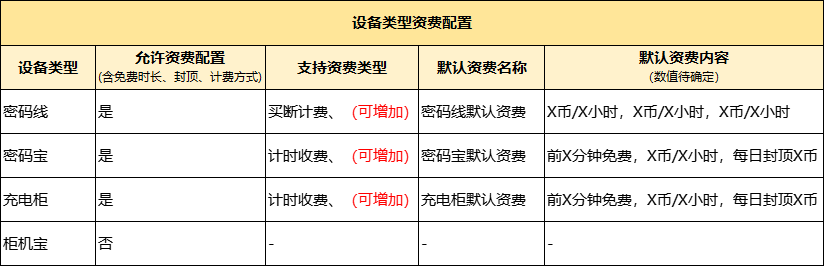 设备类型资费配置
设备类型 允许资费配置 支持资费类型 默认资费名称 默认资费内容
(含免费时长、封顶、计费方式) (数值待确定)
密码线 是 买断计费、（可增加） 密码线默认资费 X币/X小时，X币/X小时，X币/X小时
密码宝 是 计时收费、（可增加） 密码宝默认资费 前X分钟免费，X币/X小时，每日封顶X币
充电柜 是 计时收费、（可增加） 充电柜默认资费 前X分钟免费，X币/X小时，每日封顶X币
柜机宝 否 - - -